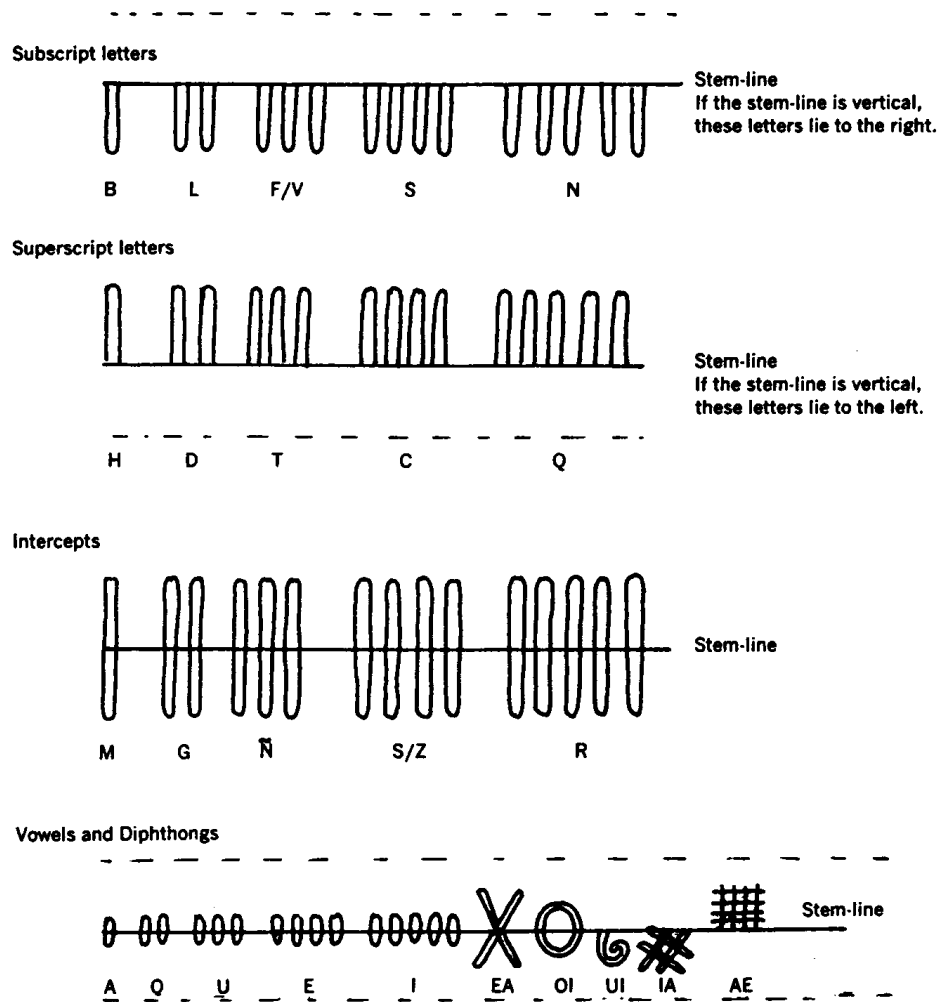 Subscript letters
Stem-line
If the stem-line is vertical,
these letters lie to the right.
B L F/V S N
Superscript letters
Stem-line
If the stem-line is vertical,
these letters lie to the left.
H D T C Q
Intercepts
Stem-line
M G Ñ S/Z R
Vowels and Diphthongs
Stem-line
A O U E I EA OI UI IA AE